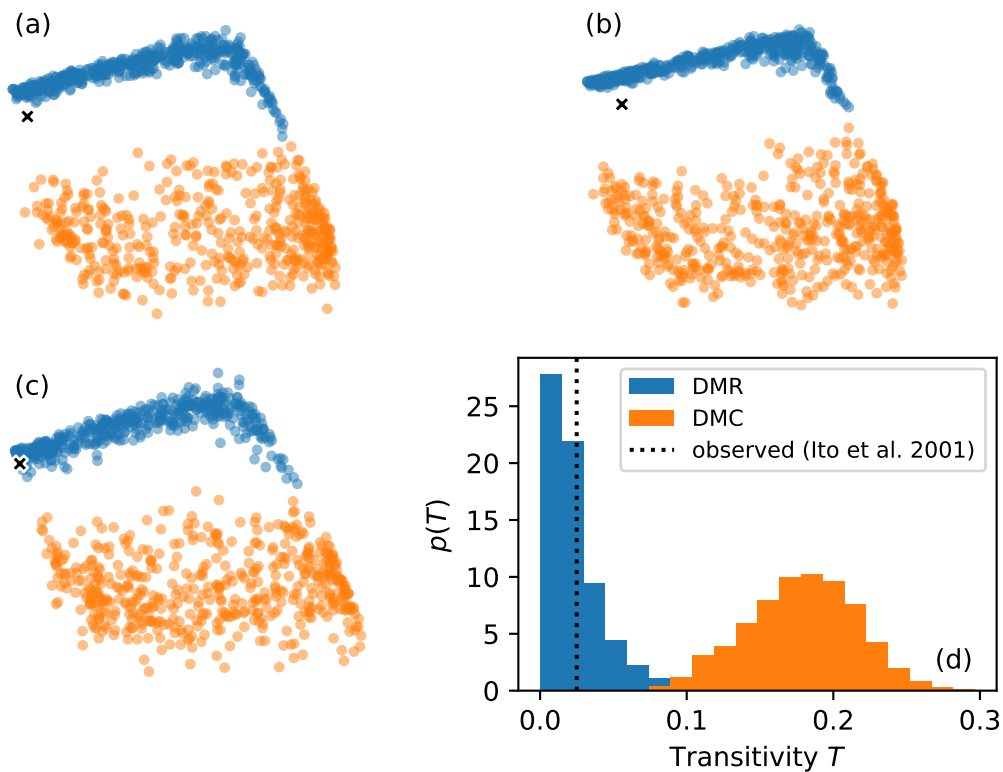 (a)
(b)
(c)
DMR
DMC
observed (Ito et al. 2001)
25
20
15
10
5
0
p(T)
(d)
0.0
0.1
0.2
0.3
Transitivity T